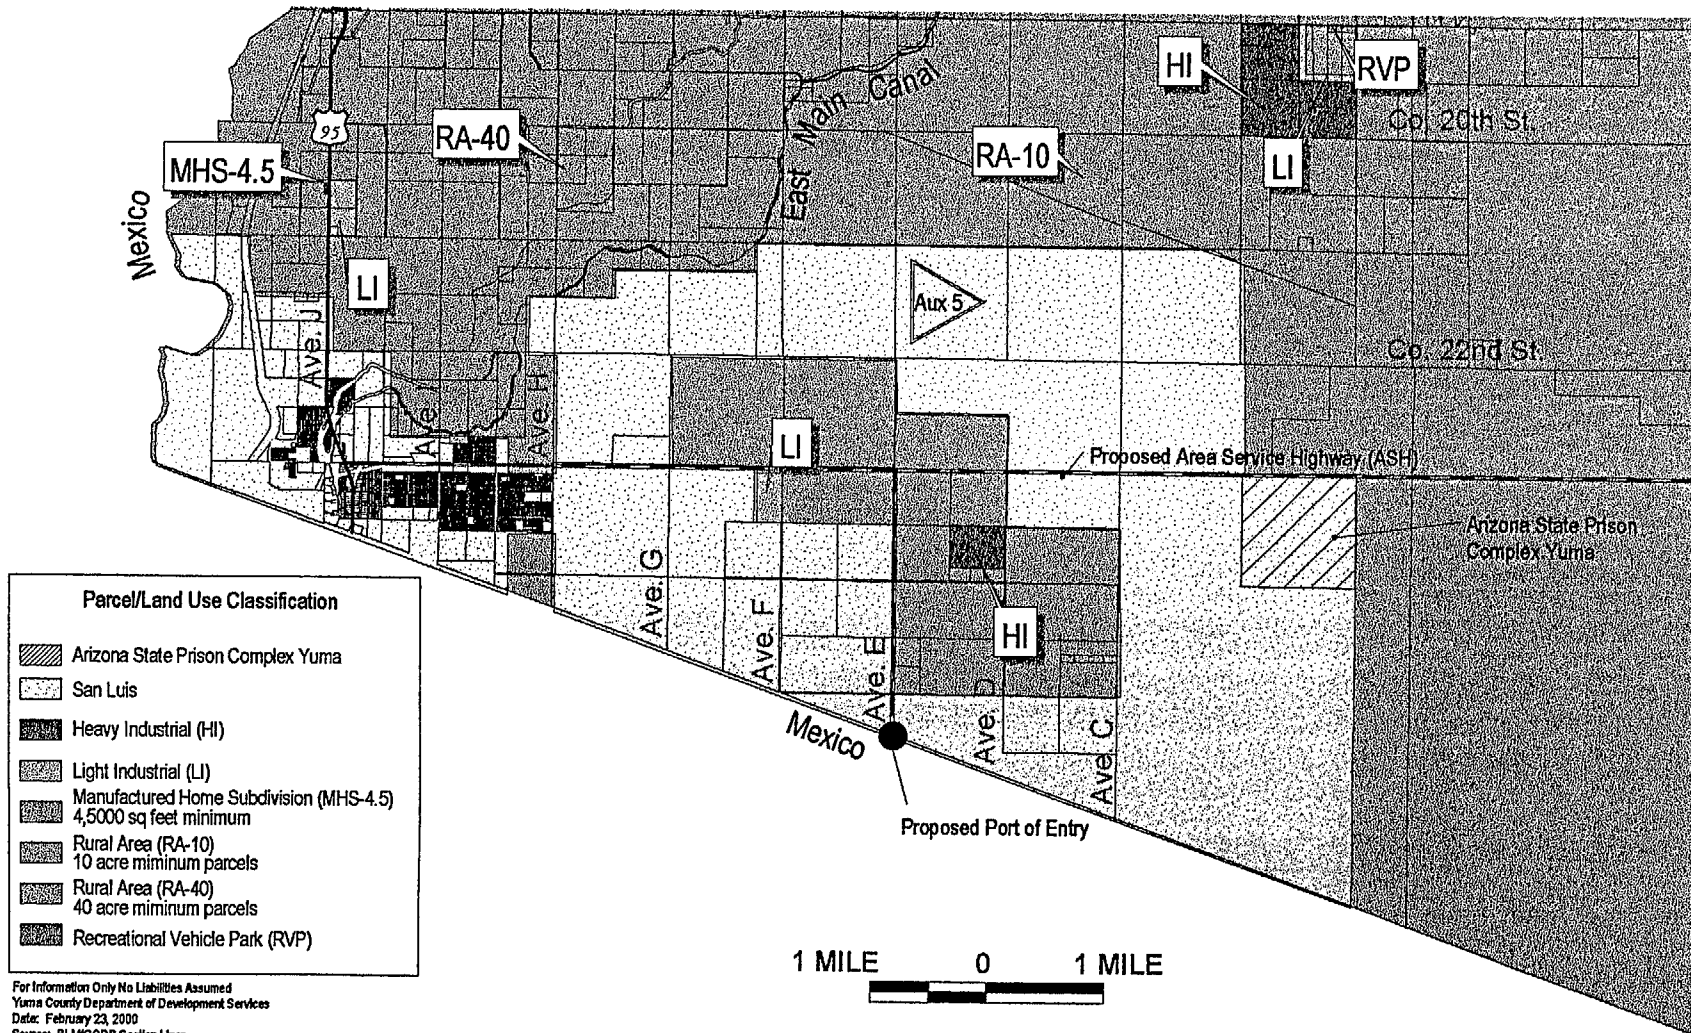 HI
RVP
95
RA-40
East Main Canal
RA-10
Co. 20th St.
LI
MHS-4.5
Mexico
LI
Aux 5
Ave. J
Co. 22nd St
Ave. H
Ave
LI
Proposed Area Service Highway (ASH)
Arizona State Prison
Complex Yuma
Ave. G
Ave. F
Ave. E
HI
Ave. D
Ave. C
Mexico
Proposed Port of Entry
Parcel/Land Use Classification
Arizona State Prison Complex Yuma
San Luis
Heavy Industrial (HI)
Light Industrial (LI)
Manufactured Home Subdivision (MHS-4.5)
4,5000 sq feet minimum
Rural Area (RA-10)
10 acre miminum parcels
Rural Area (RA-40)
40 acre miminum parcels
Recreational Vehicle Park (RVP)
1 MILE 0 1 MILE
For Information Only No Liabilities Assumed
Yuma County Department of Development Services
Date: February 23, 2000